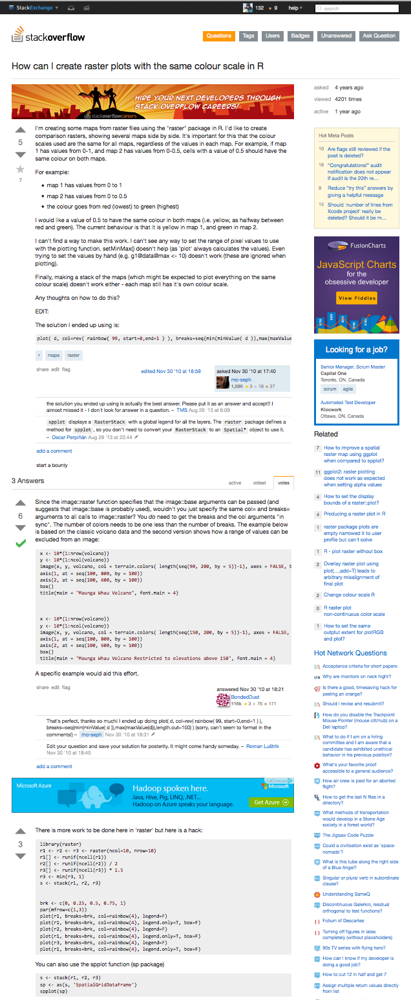 StackExchange
132 9 help
search
stackoverflow
Questions Tags Users Badges Unanswered Ask Question
How can I create raster plots with the same colour scale in R
HIRE YOUR NEXT DEVELOPERS THROUGH
STACK OVERFLOW CAREERS!
stackoverflowcareers
5
7
I'm creating some maps from raster files using the "raster" package in R. I'd like to create
comparison rasters, showing several maps side by side. It's important for this that the colour
scales used are the same for all maps, regardless of the values in each map. For example, if map
1 has values from 0-1, and map 2 has values from 0-0.5, cells with a value of 0.5 should have the
same colour on both maps.
For example:
• map 1 has values from 0 to 1
• map 2 has values from 0 to 0.5
• the colour goes from red (lowest) to green (highest)
I would like a value of 0.5 to have the same colour in both maps (i.e. yellow, as halfway between
red and green). The current behaviour is that it is yellow in map 1, and green in map 2.
I can't find a way to make this work. I can't see any way to set the range of pixel values to use
with the plotting function. setMinMax() doesn't help (as 'plot' always calculates the values). Even
trying to set the values by hand (e.g. g1@data@max <- 10) doesn't work (these are ignored when
plotting).
Finally, making a stack of the maps (which might be expected to plot everything on the same
colour scale) doesn't work either - each map still has it's own colour scale.
Any thoughts on how to do this?
EDIT:
The solution I ended up using is:
plot( d, col=rev( rainbow( 99, start=0,end=1 ) ), breaks=seq(min(minValue( d )),max(maxValue
r maps raster
share edit flag
edited Nov 30 '10 at 18:59
asked Nov 30 '10 at 17:40
mo-seph
1,590 3 16 27
the solution you ended up using is actually the best answer. Please put it as an answer and accept!! I
almost missed it - I don't look for answer in a question. – TMS Aug 26 '13 at 8:09
spplot displays a RasterStack with a global legend for all the layers. The raster package defines a
method for spplot , so you don't need to convert your RasterStack to an Spatial* object to use it.
– Oscar Perpiñán Aug 28 '13 at 22:44
add a comment
start a bounty
3 Answers
active oldest votes
6
Since the image::raster function specifies that the image::base arguments can be passed (and
suggests that image::base is probably used), wouldn't you just specify the same col= and breaks=
arguments to all calls to image::raster? You do need to get the breaks and the col arguments "in
sync". The number of colors needs to be one less than the number of breaks. The example below
is based on the classic volcano data and the second version shows how a range of values can be
excluded from an image:
x <- 10*(1:nrow(volcano))
y <- 10*(1:ncol(volcano))
image(x, y, volcano, col = terrain.colors( length(seq(90, 200, by = 5))-1), axes = FALSE, b
axis(1, at = seq(100, 800, by = 100))
axis(2, at = seq(100, 600, by = 100))
box()
title(main = "Maunga Whau Volcano", font.main = 4)
x <- 10*(1:nrow(volcano))
y <- 10*(1:ncol(volcano))
image(x, y, volcano, col = terrain.colors( length(seq(150, 200, by = 5))-1), axes = FALSE,
axis(1, at = seq(100, 800, by = 100))
axis(2, at = seq(100, 600, by = 100))
box()
title(main = "Maunga Whau Volcano Restricted to elevations above 150", font.main = 4)
A specific example would aid this effort.
share edit flag
answered Nov 30 '10 at 18:21
BondedDust
116k 3 76 171
That's perfect, thanks so much! I ended up doing plot( d, col=rev( rainbow( 99, start=0,end=1 ) ),
breaks=seq(min(minValue( d )),max(maxValue(d)),length.out=100) ) (sorry, can't seem to format in the
comments!) – mo-seph Nov 30 '10 at 18:31
Edit your question and save your solution for posterity. It might come handy someday. – Roman Luštrik
Nov 30 '10 at 18:40
add a comment
Microsoft Azure
Hadoop spoken here.
Java, Hive, Pig, LINQ, .NET...
Hadoop on Azure speaks your language.
AdChoices
Microsoft
Get Azure
3
There is more work to be done here in 'raster' but here is a hack:
library(raster)
r1 <- r2 <- r3 <- raster(ncol=10, nrow=10)
r1[] <- runif(ncell(r1))
r2[] <- runif(ncell(r2)) / 2
r3[] <- runif(ncell(r3)) * 1.5
r3 <- min(r3, 1)
s <- stack(r1, r2, r3)
brk <- c(0, 0.25, 0.5, 0.75, 1)
par(mfrow=c(1,3))
plot(r1, breaks=brk, col=rainbow(4), legend=F)
plot(r1, breaks=brk, col=rainbow(4), legend.only=T, box=F)
plot(r2, breaks=brk, col=rainbow(4), legend=F)
plot(r1, breaks=brk, col=rainbow(4), legend.only=T, box=F)
plot(r3, breaks=brk, col=rainbow(4), legend=F)
plot(r1, breaks=brk, col=rainbow(4), legend.only=T, box=F)
You can also use the spplot function (sp package)
s <- stack(r1, r2, r3)
sp <- as(s, 'SpatialGridDataFrame')
spplot(sp)
asked 4 years ago
viewed 4201 times
active 1 year ago
Hot Meta Posts
10 Are flags still reviewed if the
post is deleted?
16 "Congratulations!" audit
notification does not appear
if audit is the 20th re…
9 Reduce "try this" answers by
giving a helpful message
15 Should 'number of lines from
Xcode project' really be
deleted? Should it be m…
FusionCharts
JavaScript Charts
for the
obsessive developer
View Fiddles
Looking for a job?
Senior Manager, Scrum Master
Capital One
Toronto, ON, Canada
scrum agile
Automated Test Developer
Klocwork
Ottawa, ON, Canada
Related
7 How to improve a spatial
raster map using ggplot
when compared to spplot?
11 ggplot2: raster plotting
does not work as expected
when setting alpha values
4 How to set the display
bounds of a raster::plot?
4 Producing a raster plot in R
1 raster package plots are
empty narrowed it to user
profile but can't solve
1 R - plot raster without box
2 Overlay raster plot using
plot(...,add=T) leads to
arbitrary misalignment of
final plot
2 Change colour scale R
0 R raster plot
non-continuous color scale
1 How to set the same
outptut extent for plotRGB
and plot?
Hot Network Questions
Acceptance criteria for short papers
Why are monitors on neck hight?
Is there a good, timesaving hack for
peeling an orange?
Should I revise and resubmit?
How do you disable the Trackpoint
Mouse Pointer (mouse clit/nub) on a
Dell laptop?
What to do if I am on a hiring
committee and I am aware that a
candidate has exhibited unethical
behavior in his previous position?
What's your favorite proof
accessible to a general audience?
How air crew is paid for an aborted
flight?
How to get the last N files in a
directory?
What methods of transportation
would develop in a Stone Age
society in a forest world?
The Jigsaw Code Puzzle
Could a civilisation exist as 'space-
nomads'?
What is this tube along the right side
of a Blue Angel?
Singular or plural verb in subordinate
clause?
Understanding SameQ
Discontinuous Galerkin, residual
orthogonal to test functions?
Folium of Descartes
Turning off figures in latex
completely (without placeholders)
90s TV series with flying hero?
How can I know if my developer is
doing a good job?
How to cut 12 in half and get 7
Assign multiple return values directly
from list